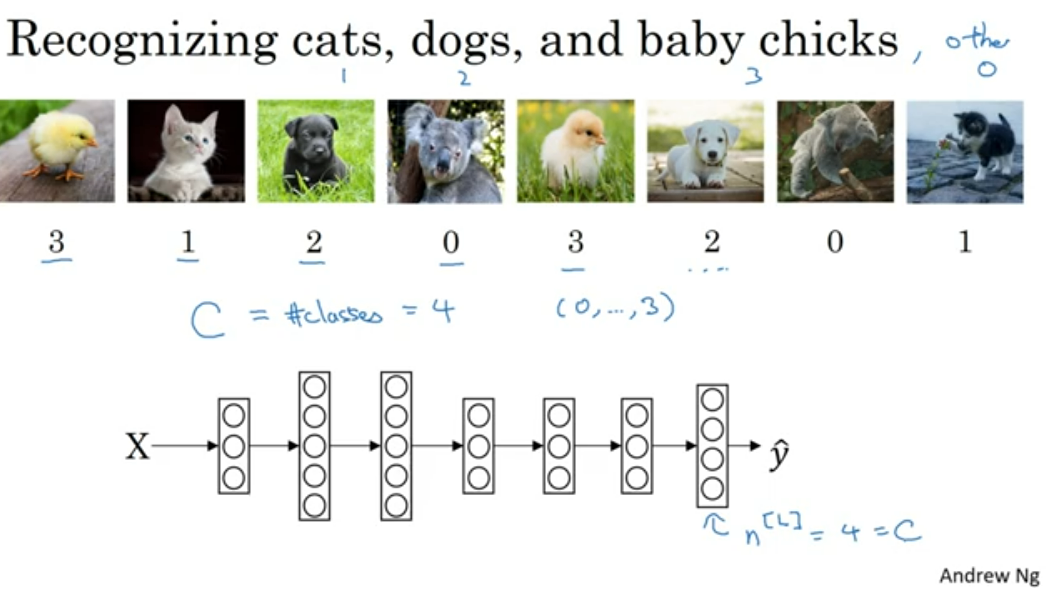 Recognizing cats, dogs, and baby chicks , other
1 2 3 0
3 1 2 0 3 2 0 1
C = #classes = 4 (0,...,3)
X ŷ
n[L] = 4 = C
Andrew Ng